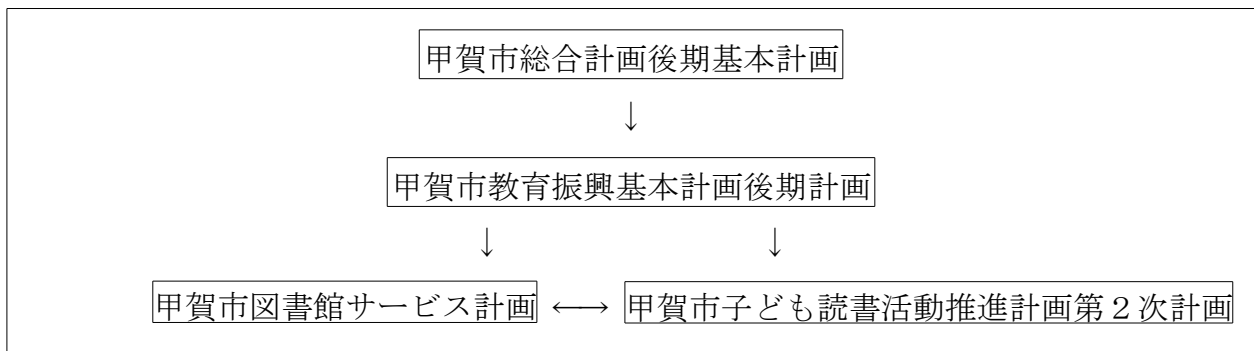 甲賀市総合計画後期基本計画
↓
甲賀市教育振興基本計画後期計画
↓ ↓
甲賀市図書館サービス計画 ⟷ 甲賀市子ども読書活動推進計画第２次計画